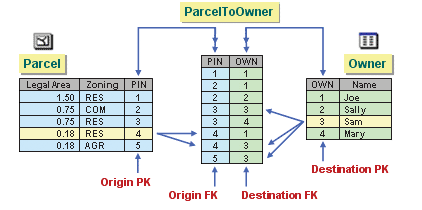 ParcelToOwner
Parcel
Legal Area Zoning PIN
1.50 RES 1
0.75 COM 2
0.75 RES 3
0.18 RES 4
0.18 AGR 5
Origin PK
PIN OWN
1 1
2 1
2 2
3 3
3 4
4 1
4 3
5 3
Origin FK
Destination FK
Owner
OWN Name
1 Joe
2 Sally
3 Sam
4 Mary
Destination PK